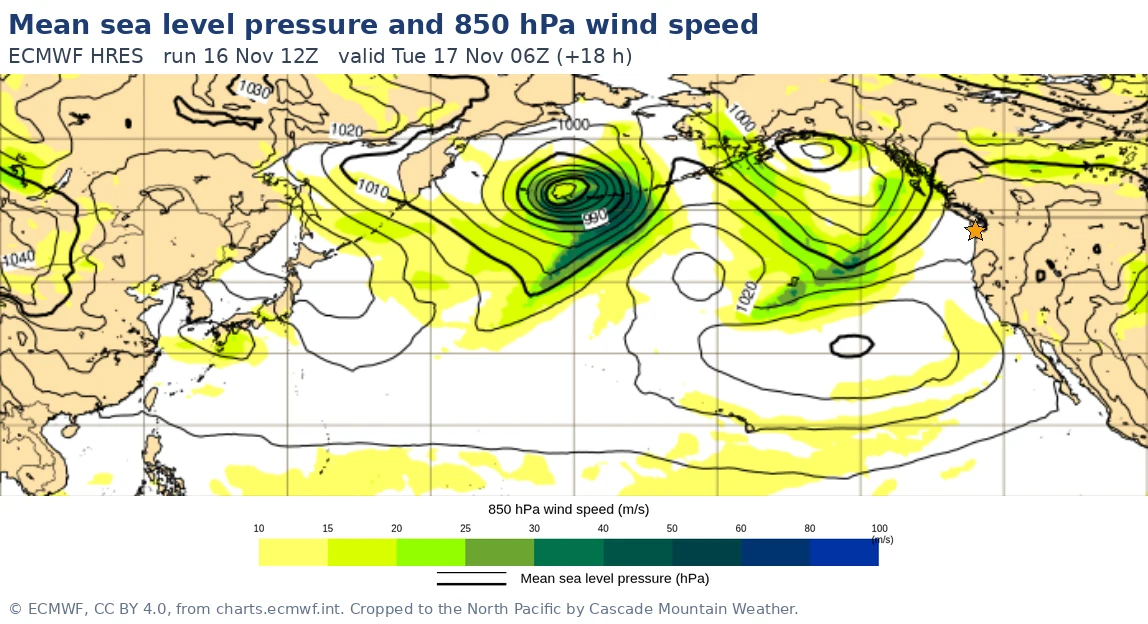 Mean sea level pressure and 850 hPa wind speed
ECMWF HRES run 16 Nov 12Z valid Tue 17 Nov 06Z (+18 h)
1030
1000
1020
1000
1010
990
1040
1020
850 hPa wind speed (m/s)
10 15 20 25 30 40 50 60 80 100
(m/s)
Mean sea level pressure (hPa)
© ECMWF, CC BY 4.0, from charts.ecmwf.int. Cropped to the North Pacific by Cascade Mountain Weather.